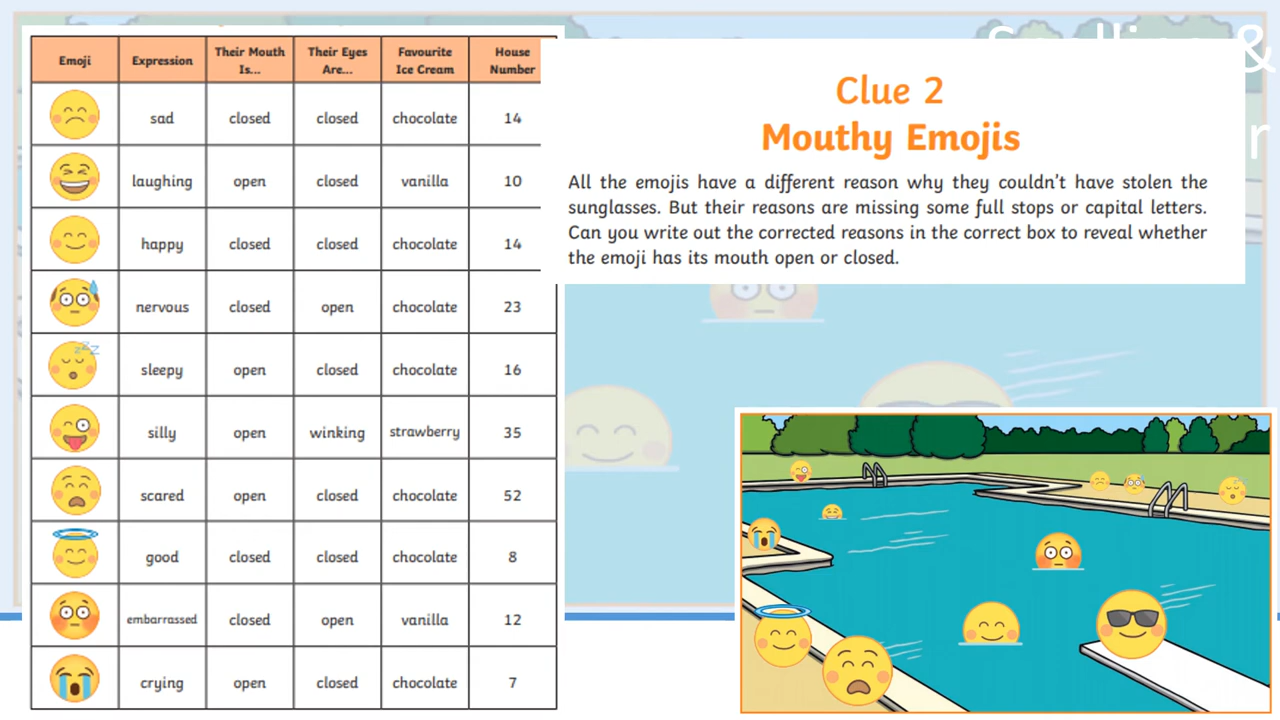 Spelling &
r
Emoji Expression Their Mouth Is... Their Eyes Are... Favourite Ice Cream House Number
sad closed closed chocolate 14
laughing open closed vanilla 10
happy closed closed chocolate 14
nervous closed open chocolate 23
sleepy open closed chocolate 16
silly open winking strawberry 35
scared open closed chocolate 52
good closed closed chocolate 8
embarrassed closed open vanilla 12
crying open closed chocolate 7
Clue 2
Mouthy Emojis
All the emojis have a different reason why they couldn't have stolen the
sunglasses. But their reasons are missing some full stops or capital letters.
Can you write out the corrected reasons in the correct box to reveal whether
the emoji has its mouth open or closed.